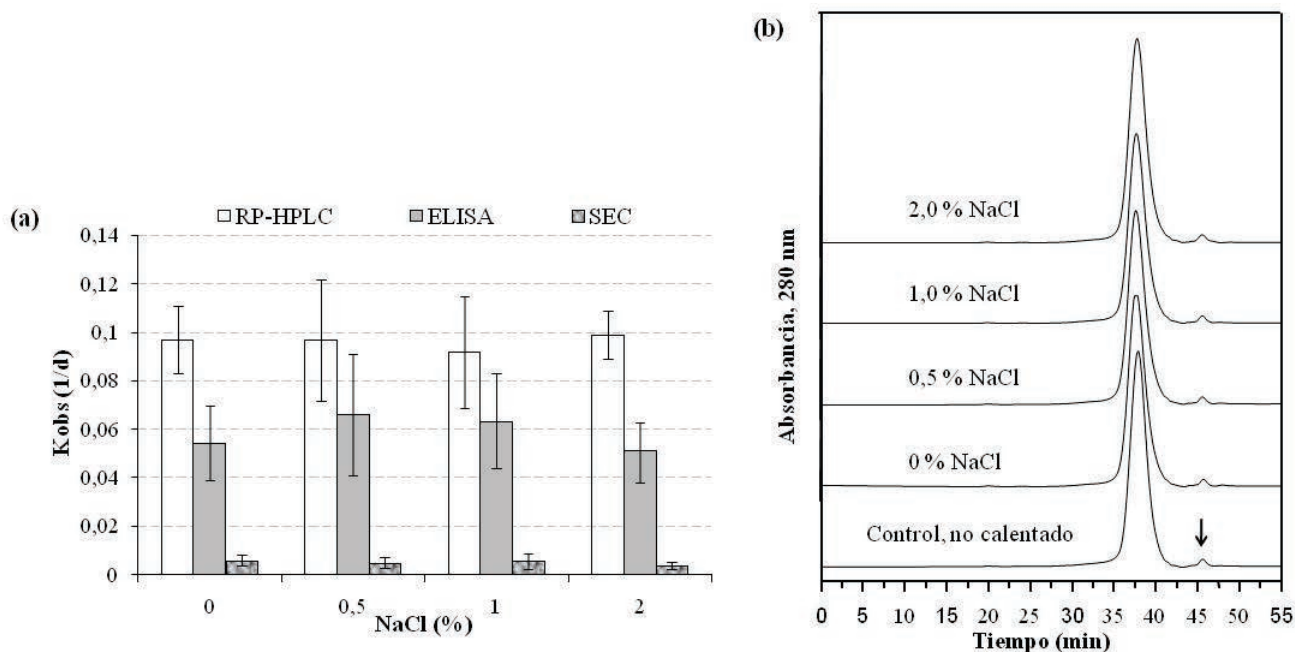 (a)
RP-HPLC ELISA SEC
0,14
0,12
0,1
0,08
0,06
0,04
0,02
0
Kobs (1/d)
0 0,5 1 2
NaCl (%)
(b)
2,0 % NaCl
1,0 % NaCl
0,5 % NaCl
0 % NaCl
Control, no calentado
Absorbancia, 280 nm
0 5 10 15 20 25 30 35 40 45 50 55
Tiempo (min)